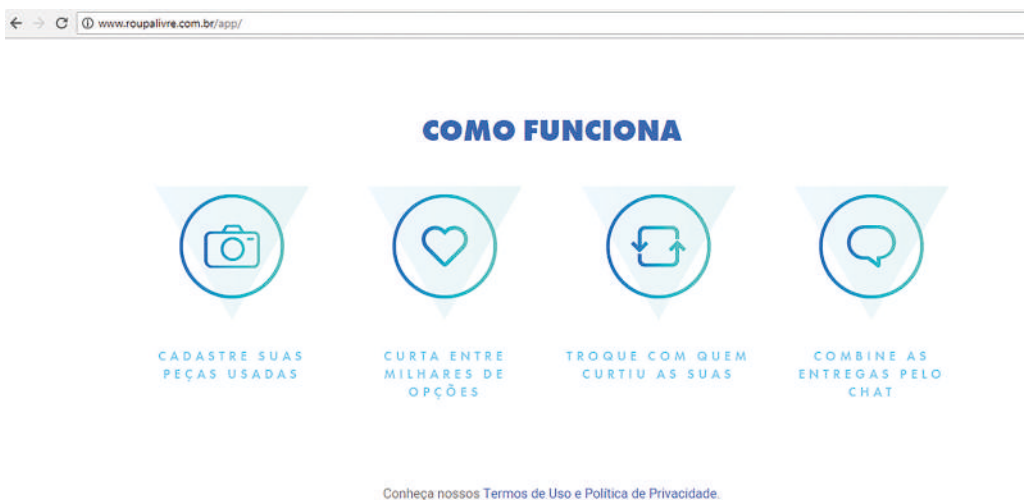 www.roupalivre.com.br/app/
COMO FUNCIONA
CADASTRE SUAS
PEÇAS USADAS
CURTA ENTRE
MILHARES DE
OPÇÕES
TROQUE COM QUEM
CURTIU AS SUAS
COMBINE AS
ENTREGAS PELO
CHAT
Conheça nossos Termos de Uso e Política de Privacidade.